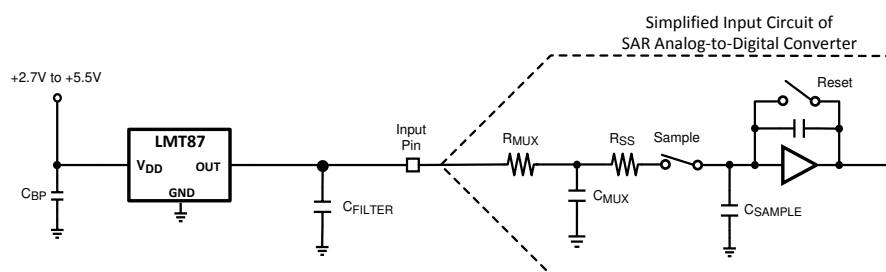 Simplified Input Circuit of
SAR Analog-to-Digital Converter
+2.7V to +5.5V
Reset
LMT87
Input
Pin
RMUX
RSS
Sample
VDD
OUT
GND
CBP
CFILTER
CMUX
CSAMPLE